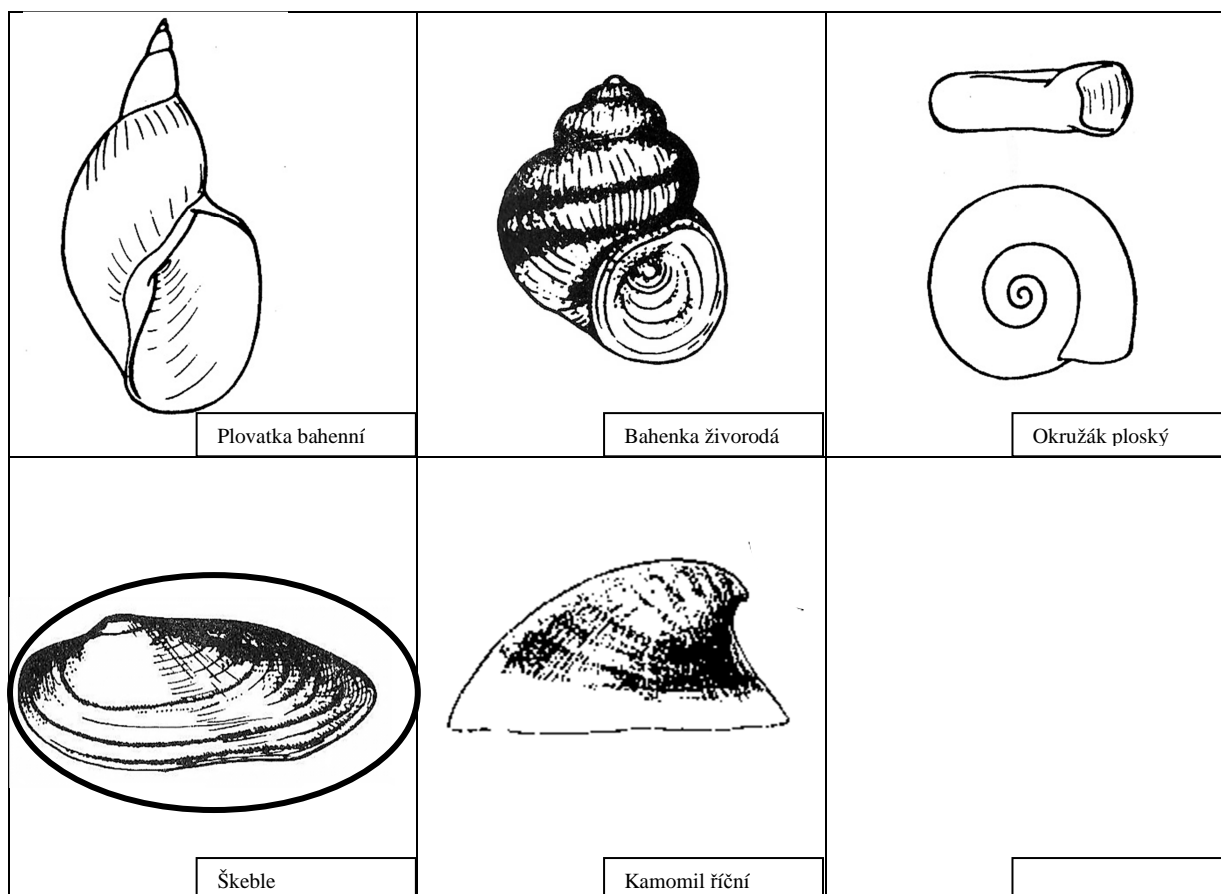 Plovatka bahenní
Bahenka živorodá
Okružák ploský
Škeble
Kamomil říční